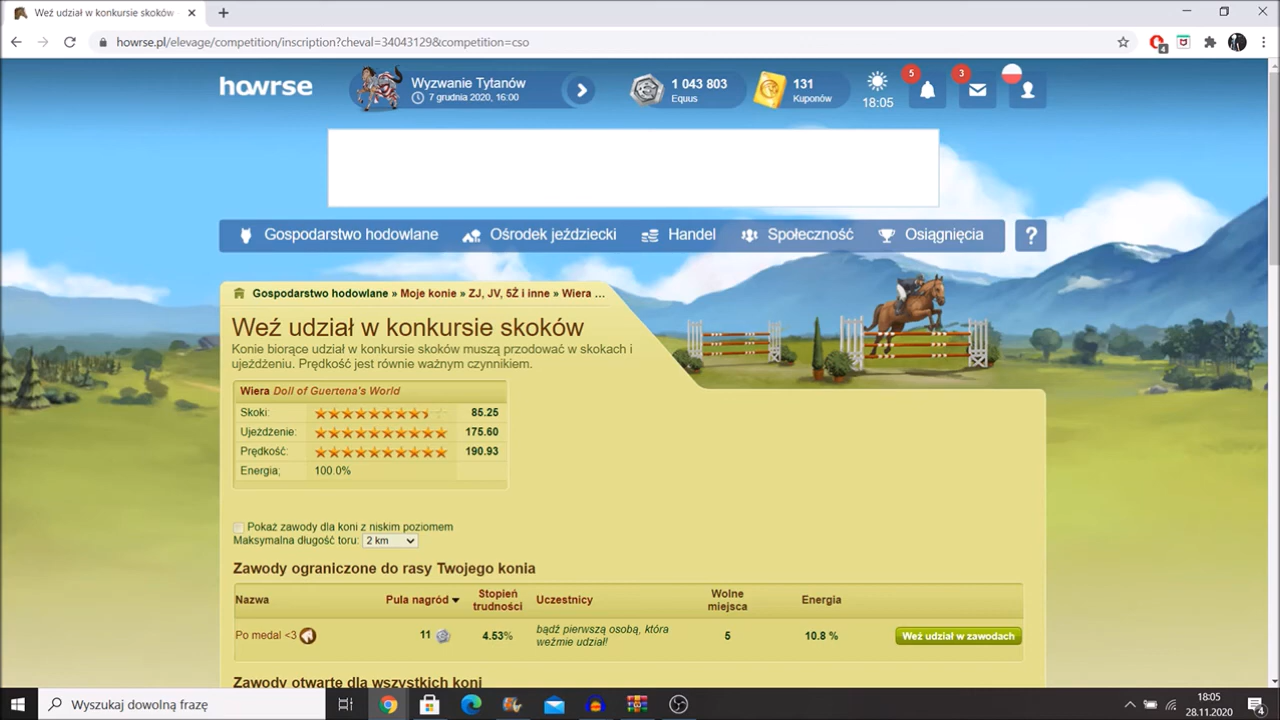 Weź udział w konkursie skoków
howrse.pl/elevage/competition/inscription?cheval=34043129&competition=cso
4
howrse
Wyzwanie Tytanów
7 grudnia 2020, 16:00
1 043 803
Equus
131
Kuponów
18:05
5
3
Gospodarstwo hodowlane
Ośrodek jeździecki
Handel
Społeczność
Osiągnięcia
?
Gospodarstwo hodowlane » Moje konie » ZJ, JV, 5Ż i inne » Wiera ...
Weź udział w konkursie skoków
Konie biorące udział w konkursie skoków muszą przodować w skokach i
ujeżdżeniu. Prędkość jest równie ważnym czynnikiem.
Wiera Doll of Guertena's World
Skoki: 85.25
Ujeżdżenie: 175.60
Prędkość: 190.93
Energia; 100.0%
Pokaż zawody dla koni z niskim poziomem
Maksymalna długość toru: 2 km
Zawody ograniczone do rasy Twojego konia
Nazwa Pula nagród Stopień trudności Uczestnicy Wolne miejsca Energia
Po medal <3 11 4.53% bądź pierwszą osobą, która weźmie udział! 5 10.8 % Weź udział w zawodach
Zawody otwarte dla wszystkich koni
Wyszukaj dowolną frazę
18:05
28.11.2020
4